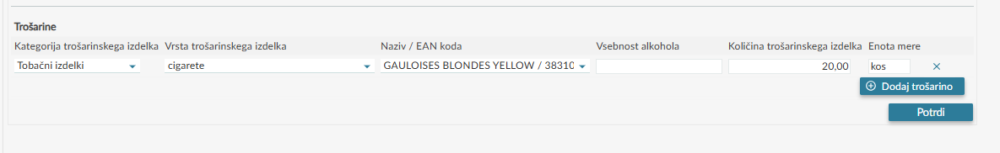 Trošarine
Kategorija trošarinskega izdelka Vrsta trošarinskega izdelka Naziv / EAN koda Vsebnost alkohola Količina trošarinskega izdelka Enota mere
Tobačni izdelki cigarete GAULOISES BLONDES YELLOW / 38310 20,00 kos
Dodaj trošarino
Potrdi